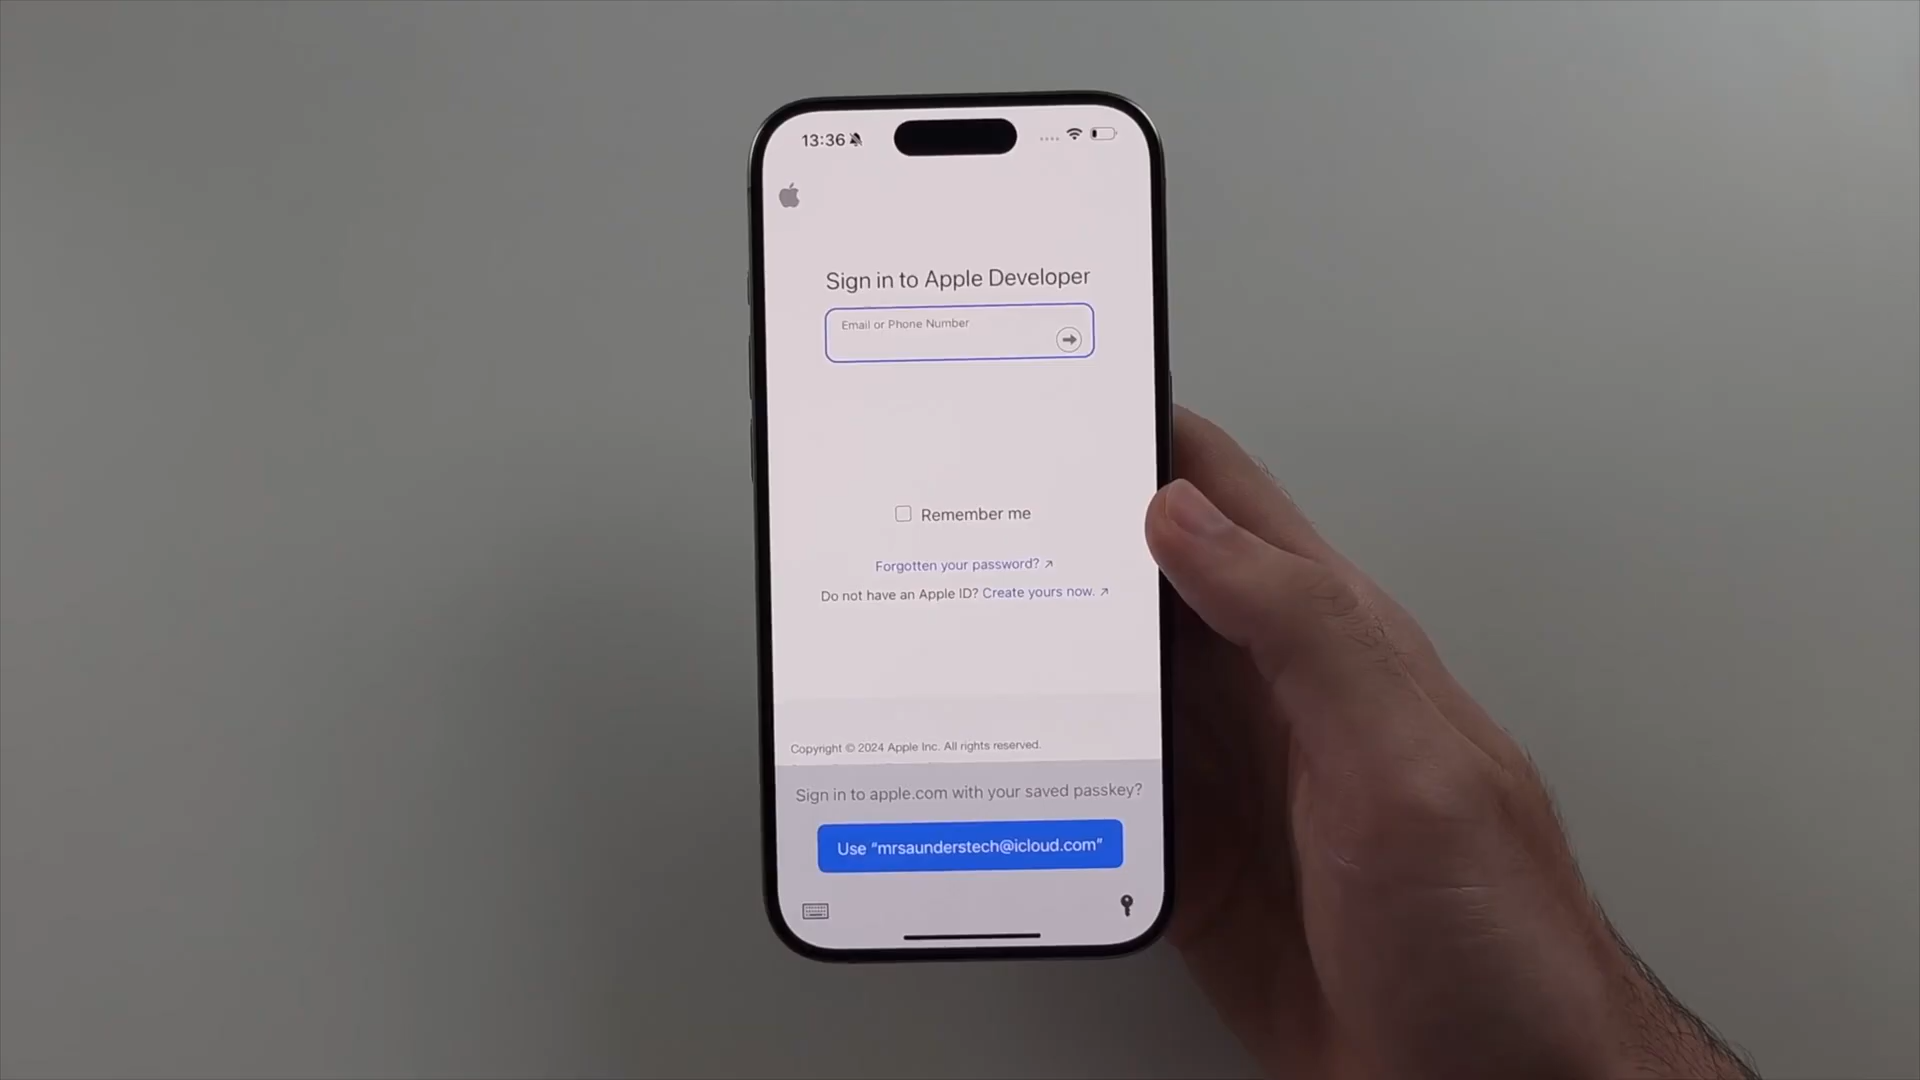 13:36
Sign in to Apple Developer
Email or Phone Number
Remember me
Forgotten your password? ↗
Do not have an Apple ID? Create yours now. ↗
Copyright © 2024 Apple Inc. All rights reserved.
Sign in to apple.com with your saved passkey?
Use “mrsaunderstech@icloud.com”